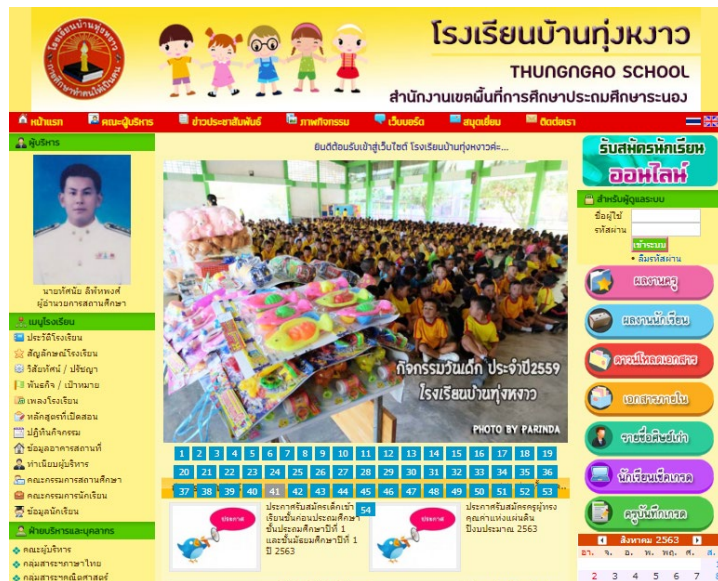 โรงเรียนบ้านทุ่งหงาว
THUNGNGAO SCHOOL
สำนักงานเขตพื้นที่การศึกษาประถมศึกษาระนอง
หน้าแรก คณะผู้บริหาร ข่าวประชาสัมพันธ์ ภาพกิจกรรม เว็บบอร์ด สมุดเยี่ยม ติดต่อเรา
ผู้บริหาร
นายทัศนัย
ผู้อำนวยการสถานศึกษา
เมนูโรงเรียน
ประวัติโรงเรียน
สัญลักษณ์โรงเรียน
วิสัยทัศน์ / ปรัชญา
พันธกิจ / เป้าหมาย
เพลงโรงเรียน
หลักสูตรที่เปิดสอน
ปฏิทินกิจกรรม
ข้อมูลอาคารสถานที่
ทำเนียบผู้บริหาร
คณะกรรมการสถานศึกษา
คณะกรรมการนักเรียน
ข้อมูลนักเรียน
ฝ่ายบริหารและบุคลากร
คณะผู้บริหาร
กลุ่มสาระฯภาษาไทย
กลุ่มสาระฯคณิตศาสตร์
ยินดีต้อนรับเข้าสู่เว็บไซต์ โรงเรียนบ้านทุ่งหงาวค่ะ...
กิจกรรมวันเด็ก ประจำปี2559
โรงเรียนบ้านทุ่งหงาว
PHOTO BY PARINDA
1 2 3 4 5 6 7 8 9 10 11 12 13 14 15 16 17 18 19
20 21 22 23 24 25 26 27 28 29 30 31 32 33 34 35 36
37 38 39 40 41 42 43 44 45 46 47 48 49 50 51 52 53
54
ประกาศ
ประกาศรับสมัครเด็กเข้า
เรียนชั้นก่อนประถมศึกษา
ชั้นประถมศึกษาปีที่ 1
และชั้นมัธยมศึกษาปีที่ 1
ปี 2563
ประกาศ
ประกาศรับสมัครครูผู้ทรง
คุณค่าแห่งแผ่นดิน
ปีงบประมาณ 2563
รับสมัครนักเรียน
ออนไลน์
สำหรับผู้ดูแลระบบ
ชื่อผู้ใช้
รหัสผ่าน
เข้าระบบ
ลืมรหัสผ่าน
ผลงานครู
ผลงานนักเรียน
ดาวน์โหลดเอกสาร
เอกสารภายใน
รายชื่อศิษย์เก่า
นักเรียนเช็คเกรด
ครูบันทึกเกรด
สิงหาคม 2563
อา. จ. อ. พ. พฤ. ศ. ส.
2 3 4 5 6 7